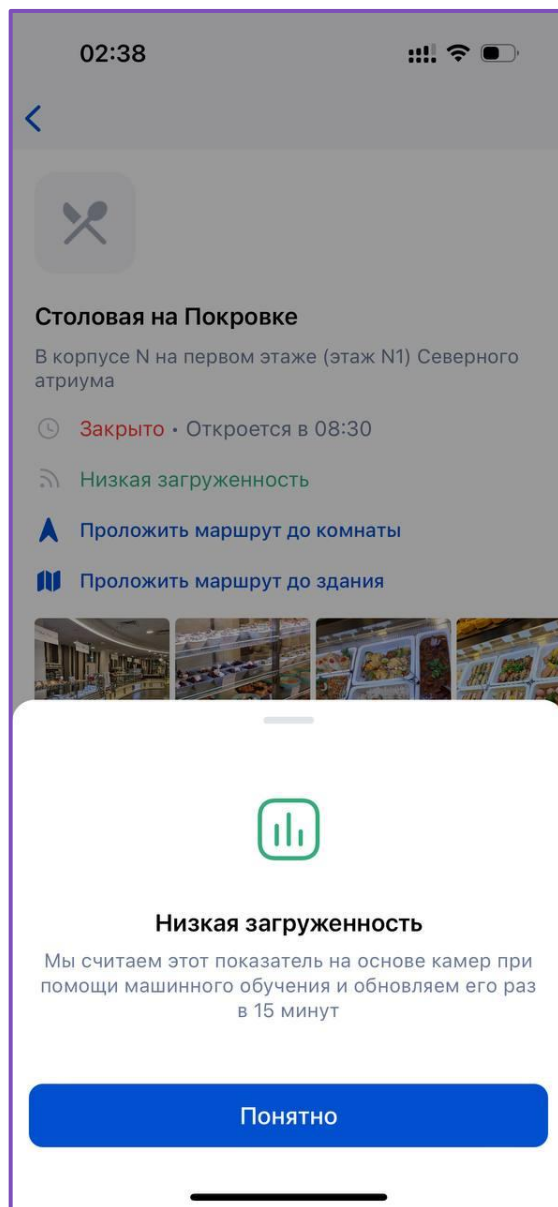 02:38
Столовая на Покровке
В корпусе N на первом этаже (этаж N1) Северного
атриума
Закрыто • Откроется в 08:30
Низкая загруженность
Проложить маршрут до комнаты
Проложить маршрут до здания
Низкая загруженность
Мы считаем этот показатель на основе камер при
помощи машинного обучения и обновляем его раз
в 15 минут
Понятно